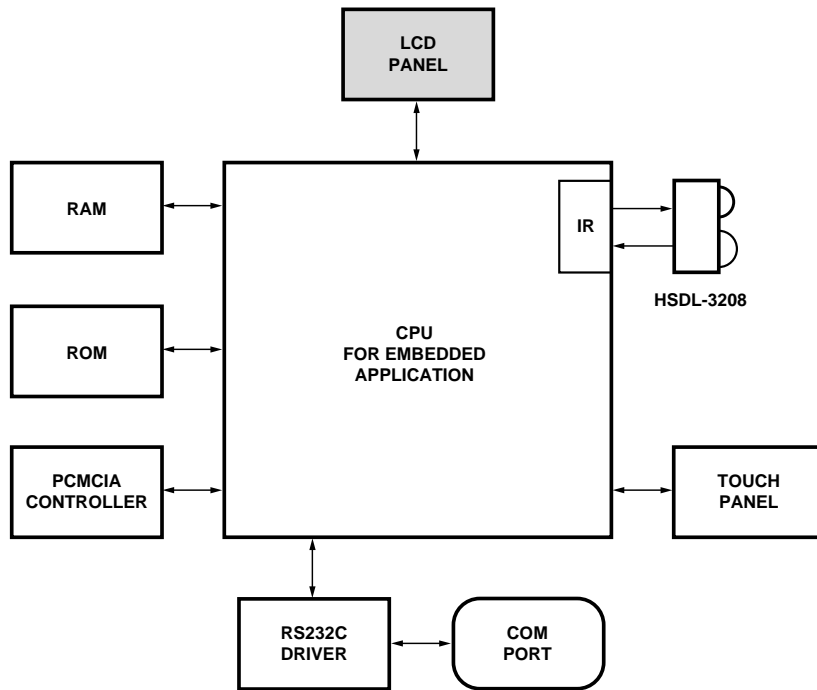 LCD
PANEL
RAM
IR
HSDL-3208
ROM
CPU
FOR EMBEDDED
APPLICATION
PCMCIA
CONTROLLER
TOUCH
PANEL
RS232C
DRIVER
COM
PORT